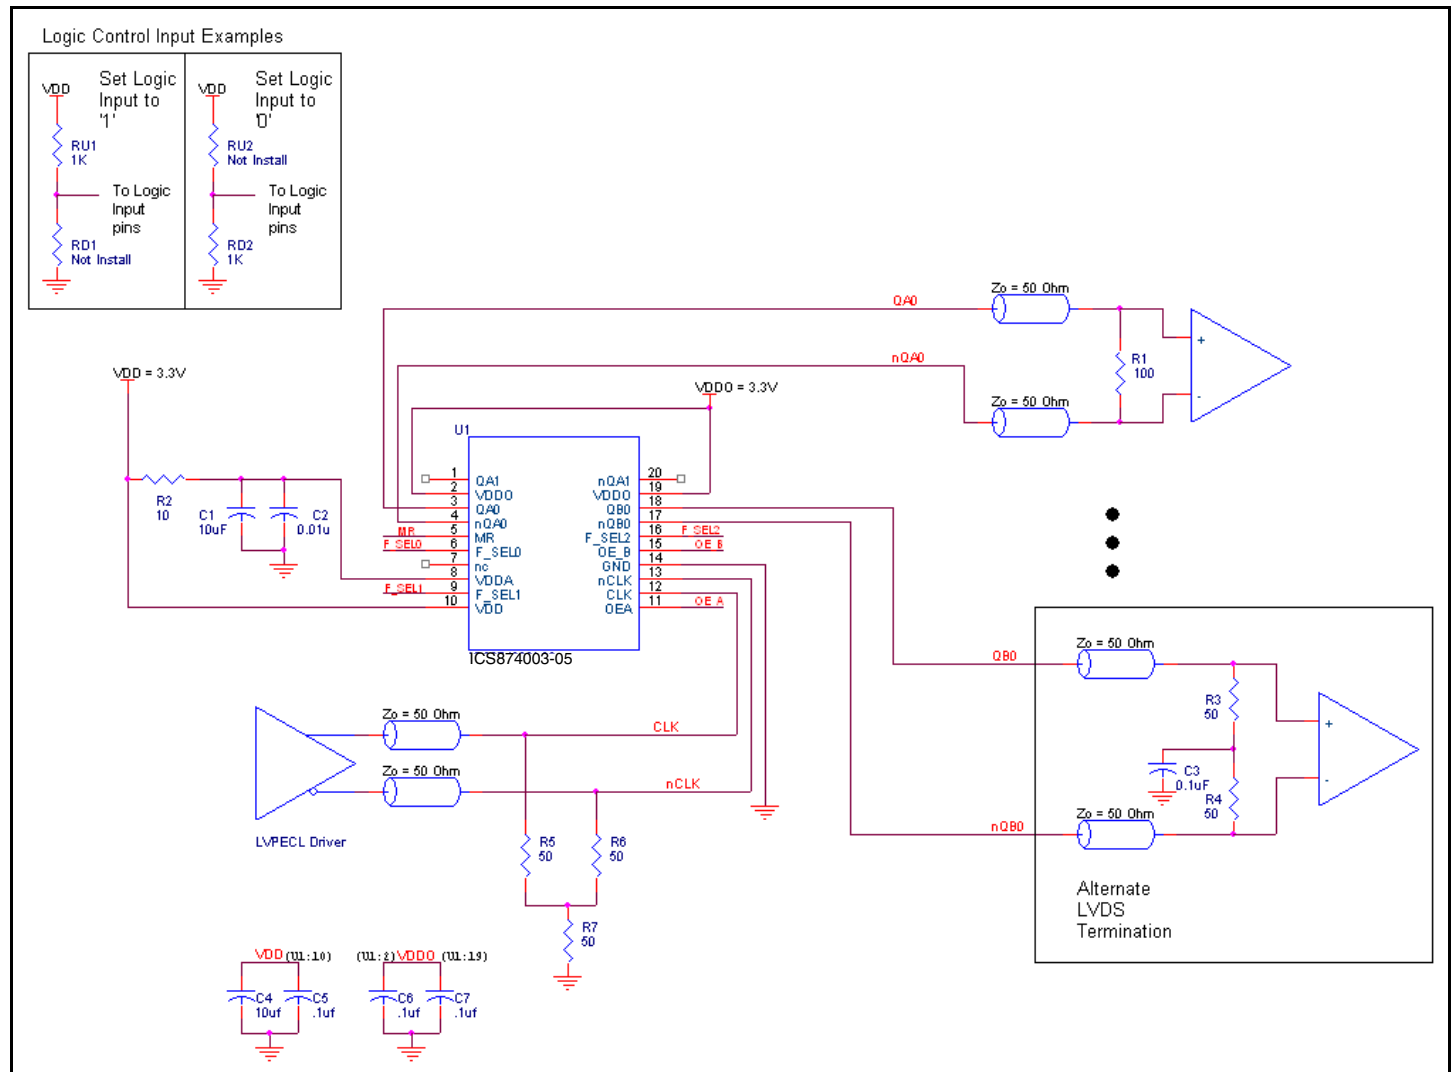 Logic Control Input Examples
VDD
Set Logic
Input to
'1'
RU1
1K
To Logic
Input
pins
RD1
Not Install
VDD
Set Logic
Input to
'0'
RU2
Not Install
To Logic
Input
pins
RD2
1K
VDD = 3.3V
R2
10
C1
10uF
C2
0.01u
VDDO = 3.3V
QA0
nQA0
Zo = 50 Ohm
Zo = 50 Ohm
R1
100
+
-
U1
1 QA1
2 VDDO
3 QA0
4 nQA0
MR 5 MR
F_SEL0 6 F_SEL0
7 nc
8 VDDA
F_SEL1 9 F_SEL1
10 VDD
nQA1 20
VDDO 19
QB0 18
nQB0 17
F_SEL2 16 F_SEL2
OE_B 15 OE_B
GND 14
nCLK 13
CLK 12
OEA 11 OE_A
ICS874003-05
Zo = 50 Ohm
CLK
Zo = 50 Ohm
nCLK
LVPECL Driver
R5
50
R6
50
R7
50
QB0
Zo = 50 Ohm
R3
50
C3
0.1uF
R4
50
nQB0
Zo = 50 Ohm
+
-
Alternate
LVDS
Termination
VDD (U1:10)
C4
10uf
C5
.1uf
(U1:2) VDDO (U1:19)
C6
.1uf
C7
.1uf